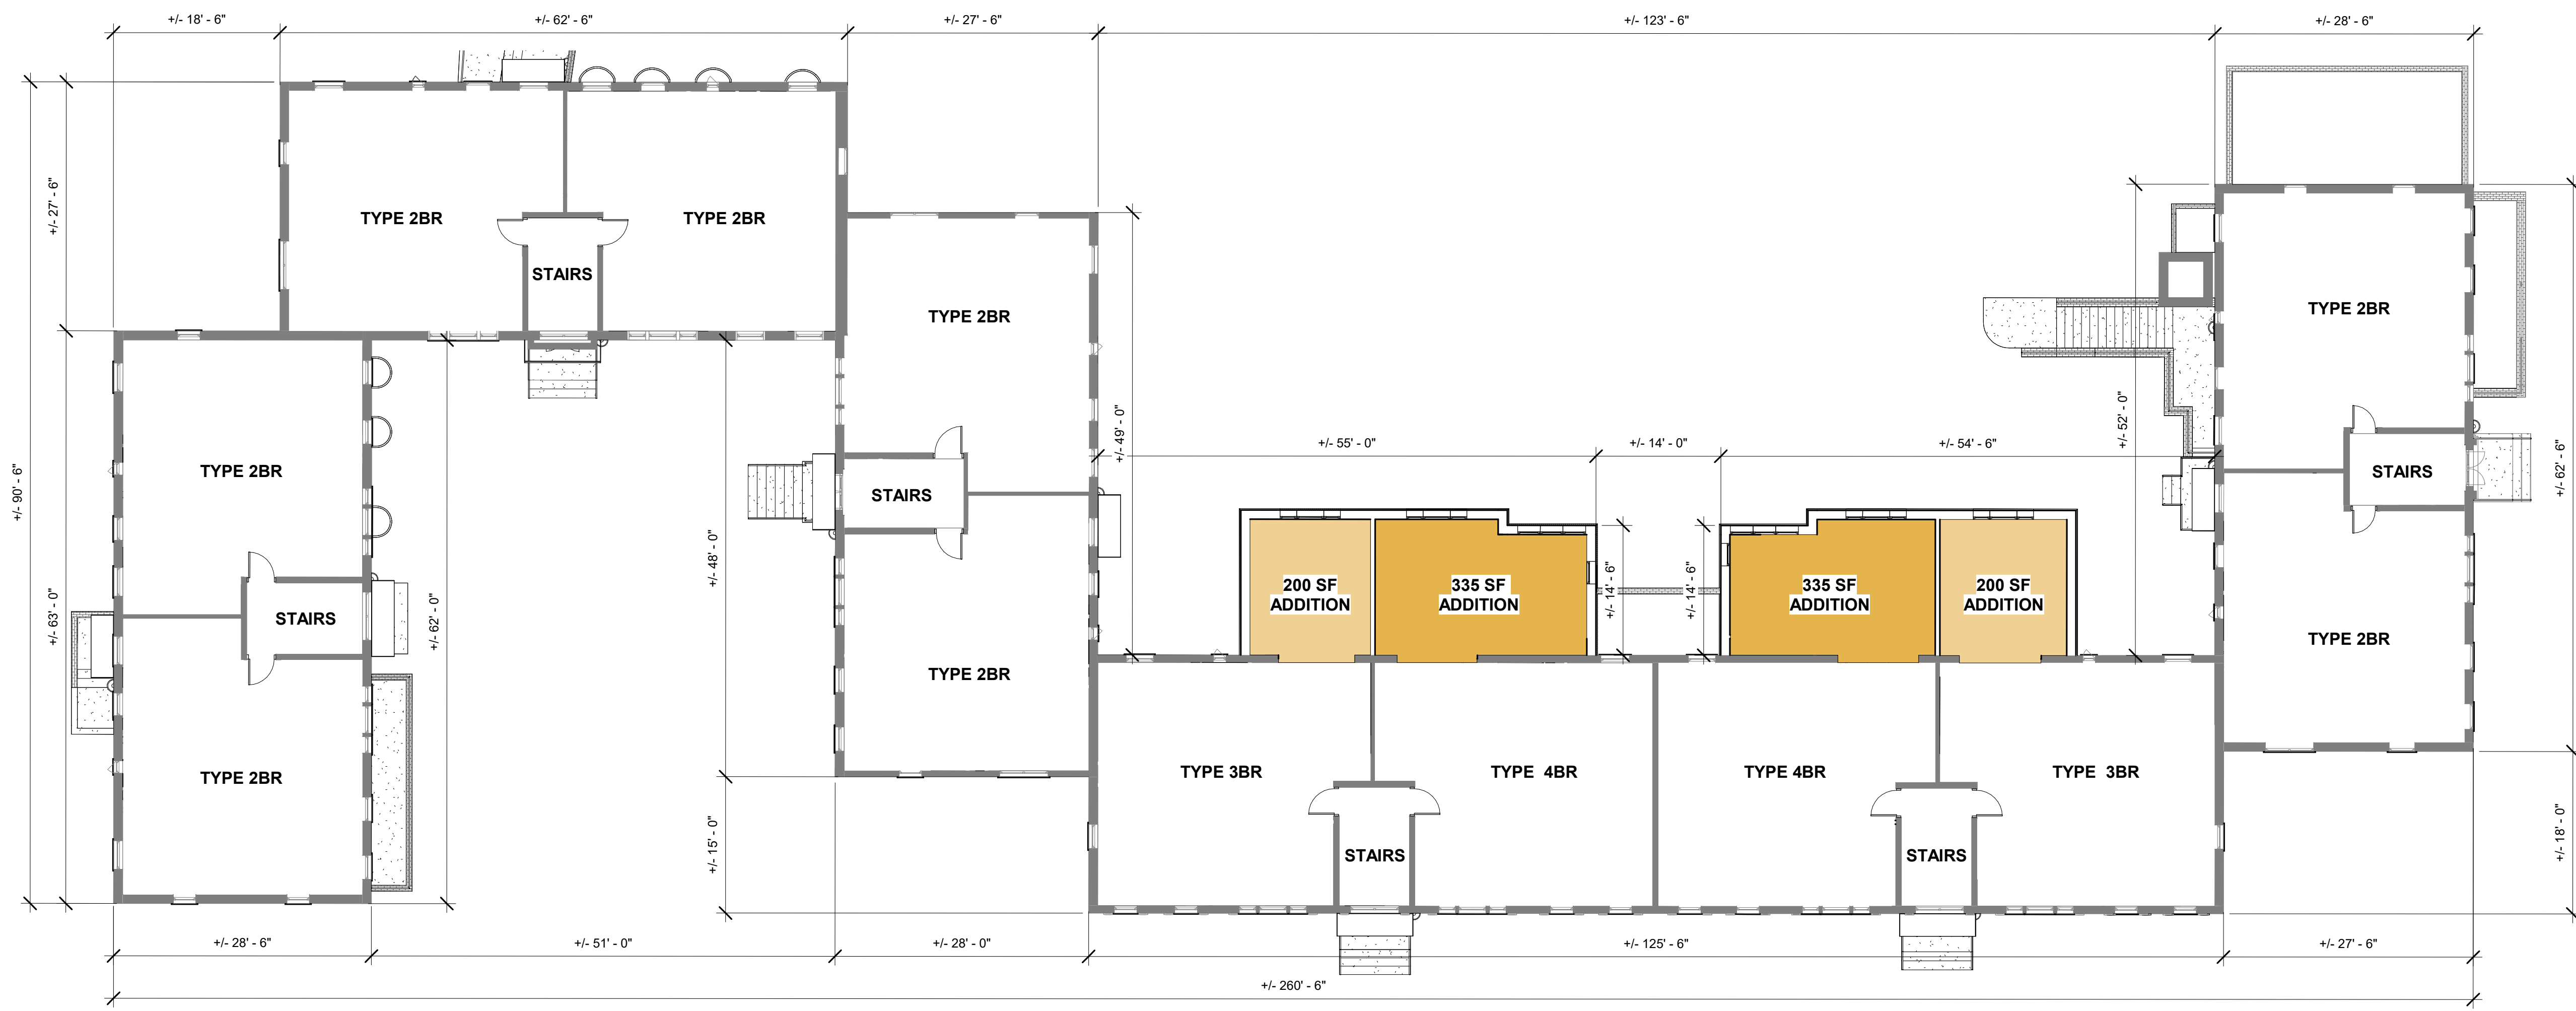 +/- 18' - 6"
+/- 62' - 6"
+/- 27' - 6"
+/- 123' - 6"
+/- 28' - 6"
+/- 27' - 6"
TYPE 2BR
TYPE 2BR
STAIRS
TYPE 2BR
TYPE 2BR
+/- 90' - 6"
+/- 63' - 0"
TYPE 2BR
STAIRS
TYPE 2BR
+/- 62' - 0"
+/- 48' - 0"
+/- 15' - 0"
STAIRS
TYPE 2BR
+/- 49' - 0"
+/- 55' - 0"
+/- 14' - 0"
+/- 54' - 6"
+/- 52' - 0"
STAIRS
+/- 62' - 6"
200 SF
ADDITION
335 SF
ADDITION
+/- 14' - 6"
+/- 14' - 6"
335 SF
ADDITION
200 SF
ADDITION
TYPE 2BR
TYPE 3BR
TYPE  4BR
TYPE 4BR
TYPE  3BR
STAIRS
STAIRS
+/- 18' - 0"
+/- 28' - 6"
+/- 51' - 0"
+/- 28' - 0"
+/- 125' - 6"
+/- 27' - 6"
+/- 260' - 6"